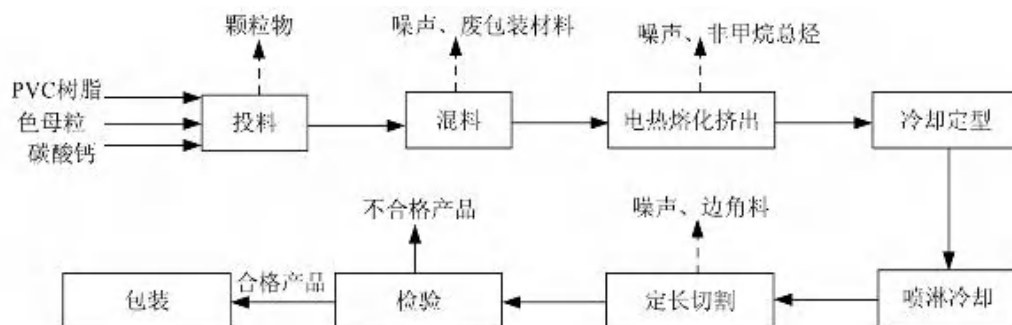 颗粒物
噪声、废包装材料
噪声、非甲烷总烃
PVC树脂
色母粒
碳酸钙
投料
混料
电热熔化挤出
冷却定型
不合格产品
噪声、边角料
合格产品
包装
检验
定长切割
喷淋冷却